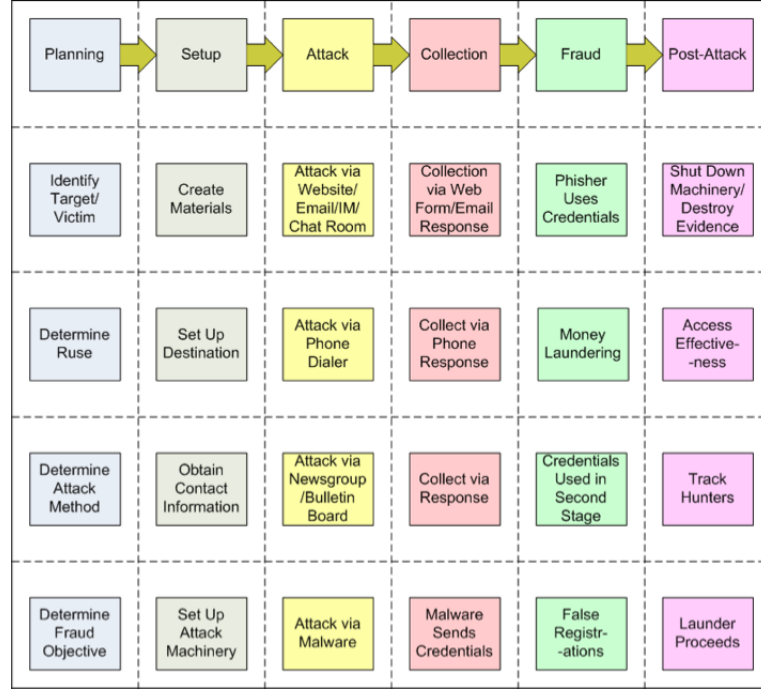 Planning
Setup
Attack
Collection
Fraud
Post-Attack
Identify
Target/
Victim
Create
Materials
Attack via
Website/
Email/IM/
Chat Room
Collection
via Web
Form/Email
Response
Phisher
Uses
Credentials
Shut Down
Machinery/
Destroy
Evidence
Determine
Ruse
Set Up
Destination
Attack via
Phone
Dialer
Collect via
Phone
Response
Money
Laundering
Access
Effective-
-ness
Determine
Attack
Method
Obtain
Contact
Information
Attack via
Newsgroup
/Bulletin
Board
Collect via
Response
Credentials
Used in
Second
Stage
Track
Hunters
Determine
Fraud
Objective
Set Up
Attack
Machinery
Attack via
Malware
Malware
Sends
Credentials
False
Registr-
-ations
Launder
Proceeds